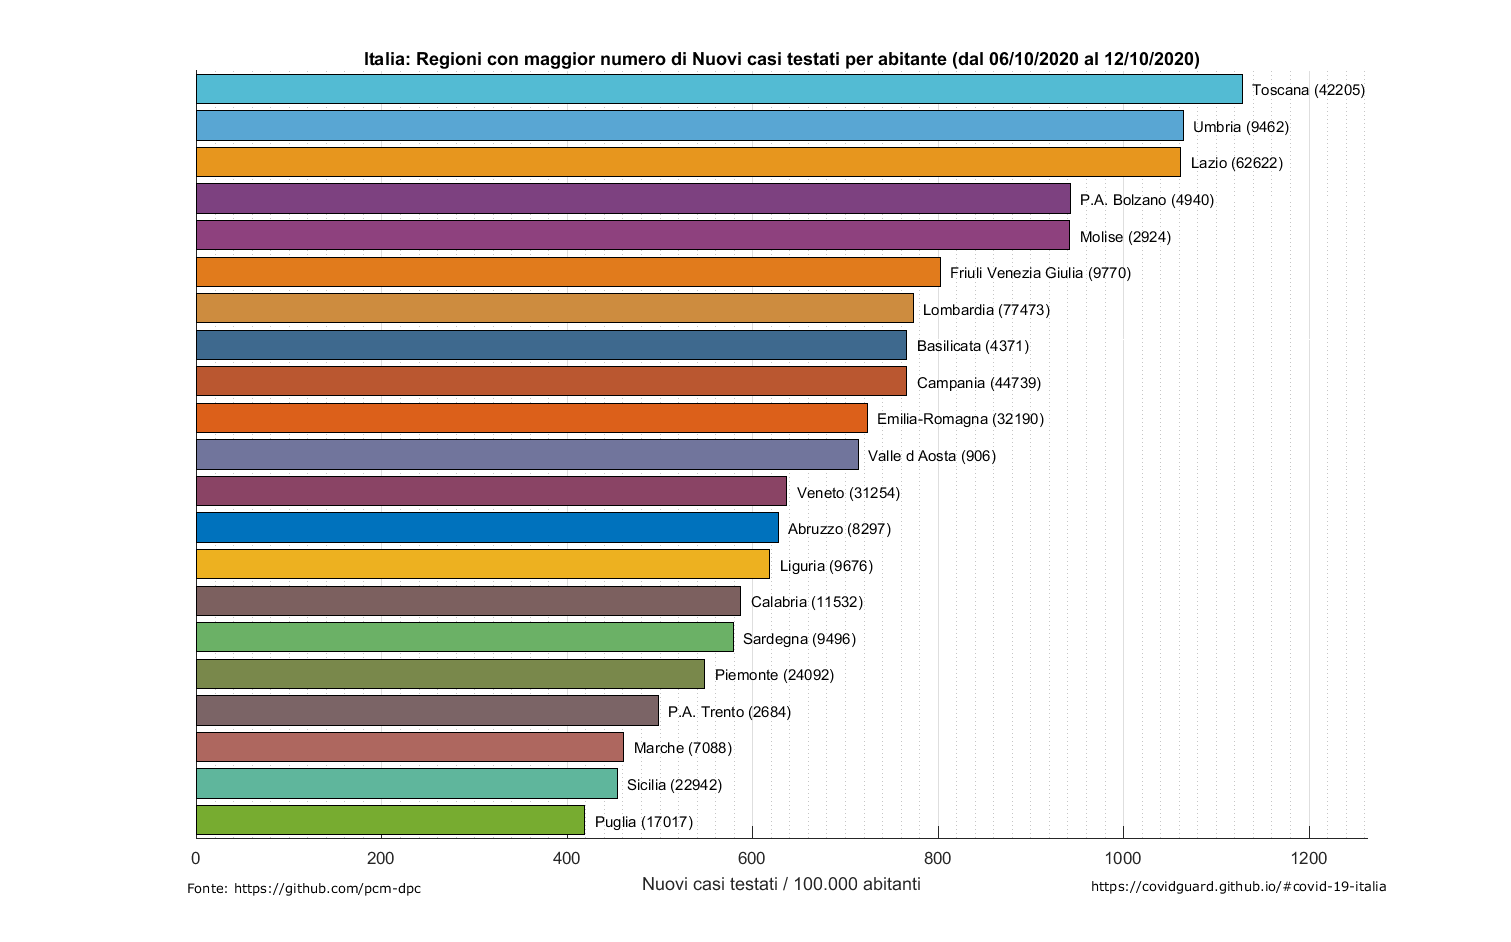 Italia: Regioni con maggior numero di Nuovi casi testati per abitante (dal 06/10/2020 al 12/10/2020)
Toscana (42205)
Umbria (9462)
Lazio (62622)
P.A. Bolzano (4940)
Molise (2924)
Friuli Venezia Giulia (9770)
Lombardia (77473)
Basilicata (4371)
Campania (44739)
Emilia-Romagna (32190)
Valle d Aosta (906)
Veneto (31254)
Abruzzo (8297)
Liguria (9676)
Calabria (11532)
Sardegna (9496)
Piemonte (24092)
P.A. Trento (2684)
Marche (7088)
Sicilia (22942)
Puglia (17017)
0 200 400 600 800 1000 1200
Nuovi casi testati / 100.000 abitanti
Fonte: https://github.com/pcm-dpc
https://covidguard.github.io/#covid-19-italia